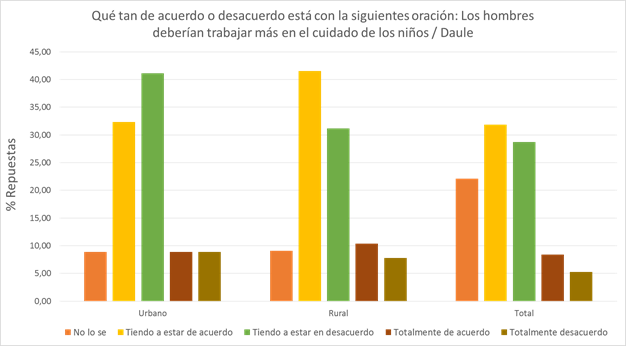 Qué tan de acuerdo o desacuerdo está con la siguientes oración: Los hombres
deberían trabajar más en el cuidado de los niños / Daule
45,00
40,00
35,00
30,00
25,00
20,00
15,00
10,00
5,00
0,00
% Repuestas
Urbano Rural Total
No lo se Tiendo a estar de acuerdo Tiendo a estar en desacuerdo Totalmente de acuerdo Totalmente desacuerdo